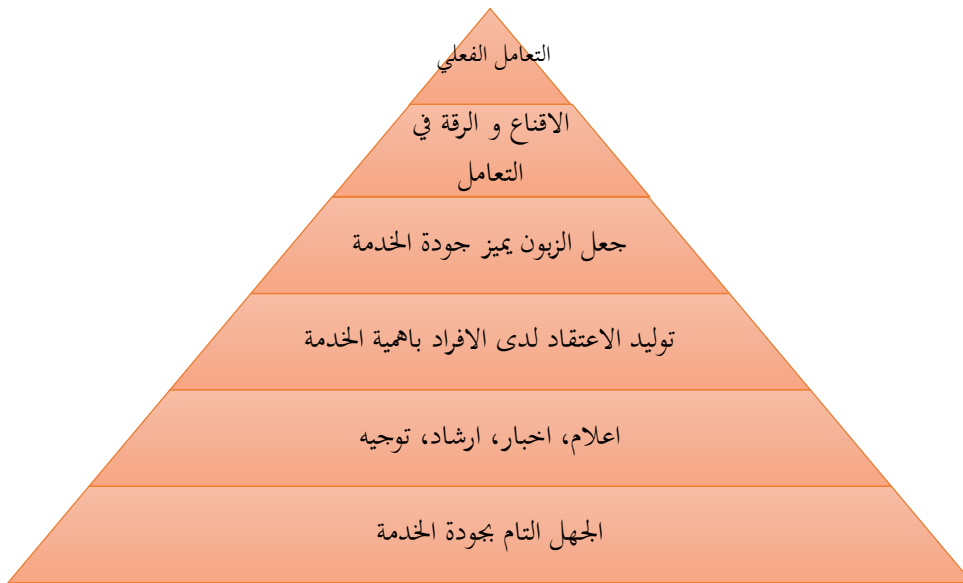 التعامل الفعلي
الاقناع و الرقة في
التعامل
جعل الزبون يميز جودة الخدمة
توليد الاعتقاد لدى الافراد باهمية الخدمة
اعلام، اخبار، ارشاد، توجيه
الجهل التام بجودة الخدمة